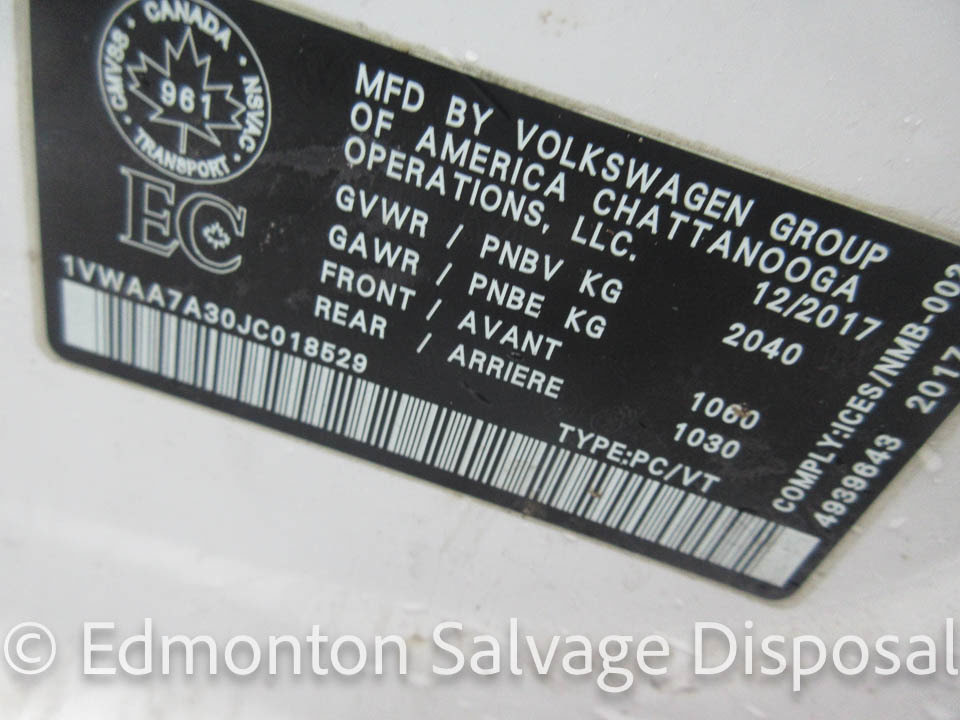 CANADA
CMVSS
961
NSVAC
TRANSPORT
EC
MFD BY VOLKSWAGEN GROUP
OF AMERICA CHATTANOOGA
OPERATIONS, LLC. 12/2017
GVWR / PNBV KG 2040
GAWR / PNBE KG
FRONT / AVANT 1060
REAR / ARRIERE 1030
1VWAA7A30JC018529
TYPE:PC/VT
COMPLY:ICES/NMB-002
4939643 2017
© Edmonton Salvage Disposal